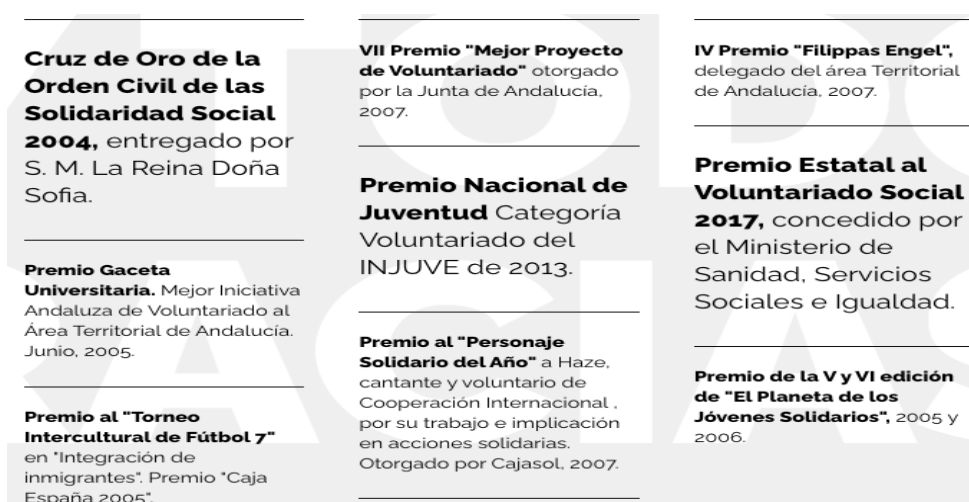 Cruz de Oro de la
Orden Civil de las
Solidaridad Social
2004, entregado por
S. M. La Reina Doña
Sofia.
Premio Gaceta
Universitaria. Mejor Iniciativa
Andaluza de Voluntariado al
Área Territorial de Andalucía.
Junio, 2005.
Premio al "Torneo
Intercultural de Fútbol 7"
en "Integración de
inmigrantes". Premio "Caja
España 2005".
VII Premio "Mejor Proyecto
de Voluntariado" otorgado
por la Junta de Andalucía,
2007.
Premio Nacional de
Juventud Categoría
Voluntariado del
INJUVE de 2013.
Premio al "Personaje
Solidario del Año" a Haze,
cantante y voluntario de
Cooperación Internacional ,
por su trabajo e implicación
en acciones solidarias.
Otorgado por Cajasol, 2007.
IV Premio "Filippas Engel",
delegado del área Territorial
de Andalucía, 2007.
Premio Estatal al
Voluntariado Social
2017, concedido por
el Ministerio de
Sanidad, Servicios
Sociales e Igualdad.
Premio de la V y VI edición
de "El Planeta de los
Jóvenes Solidarios", 2005 y
2006.